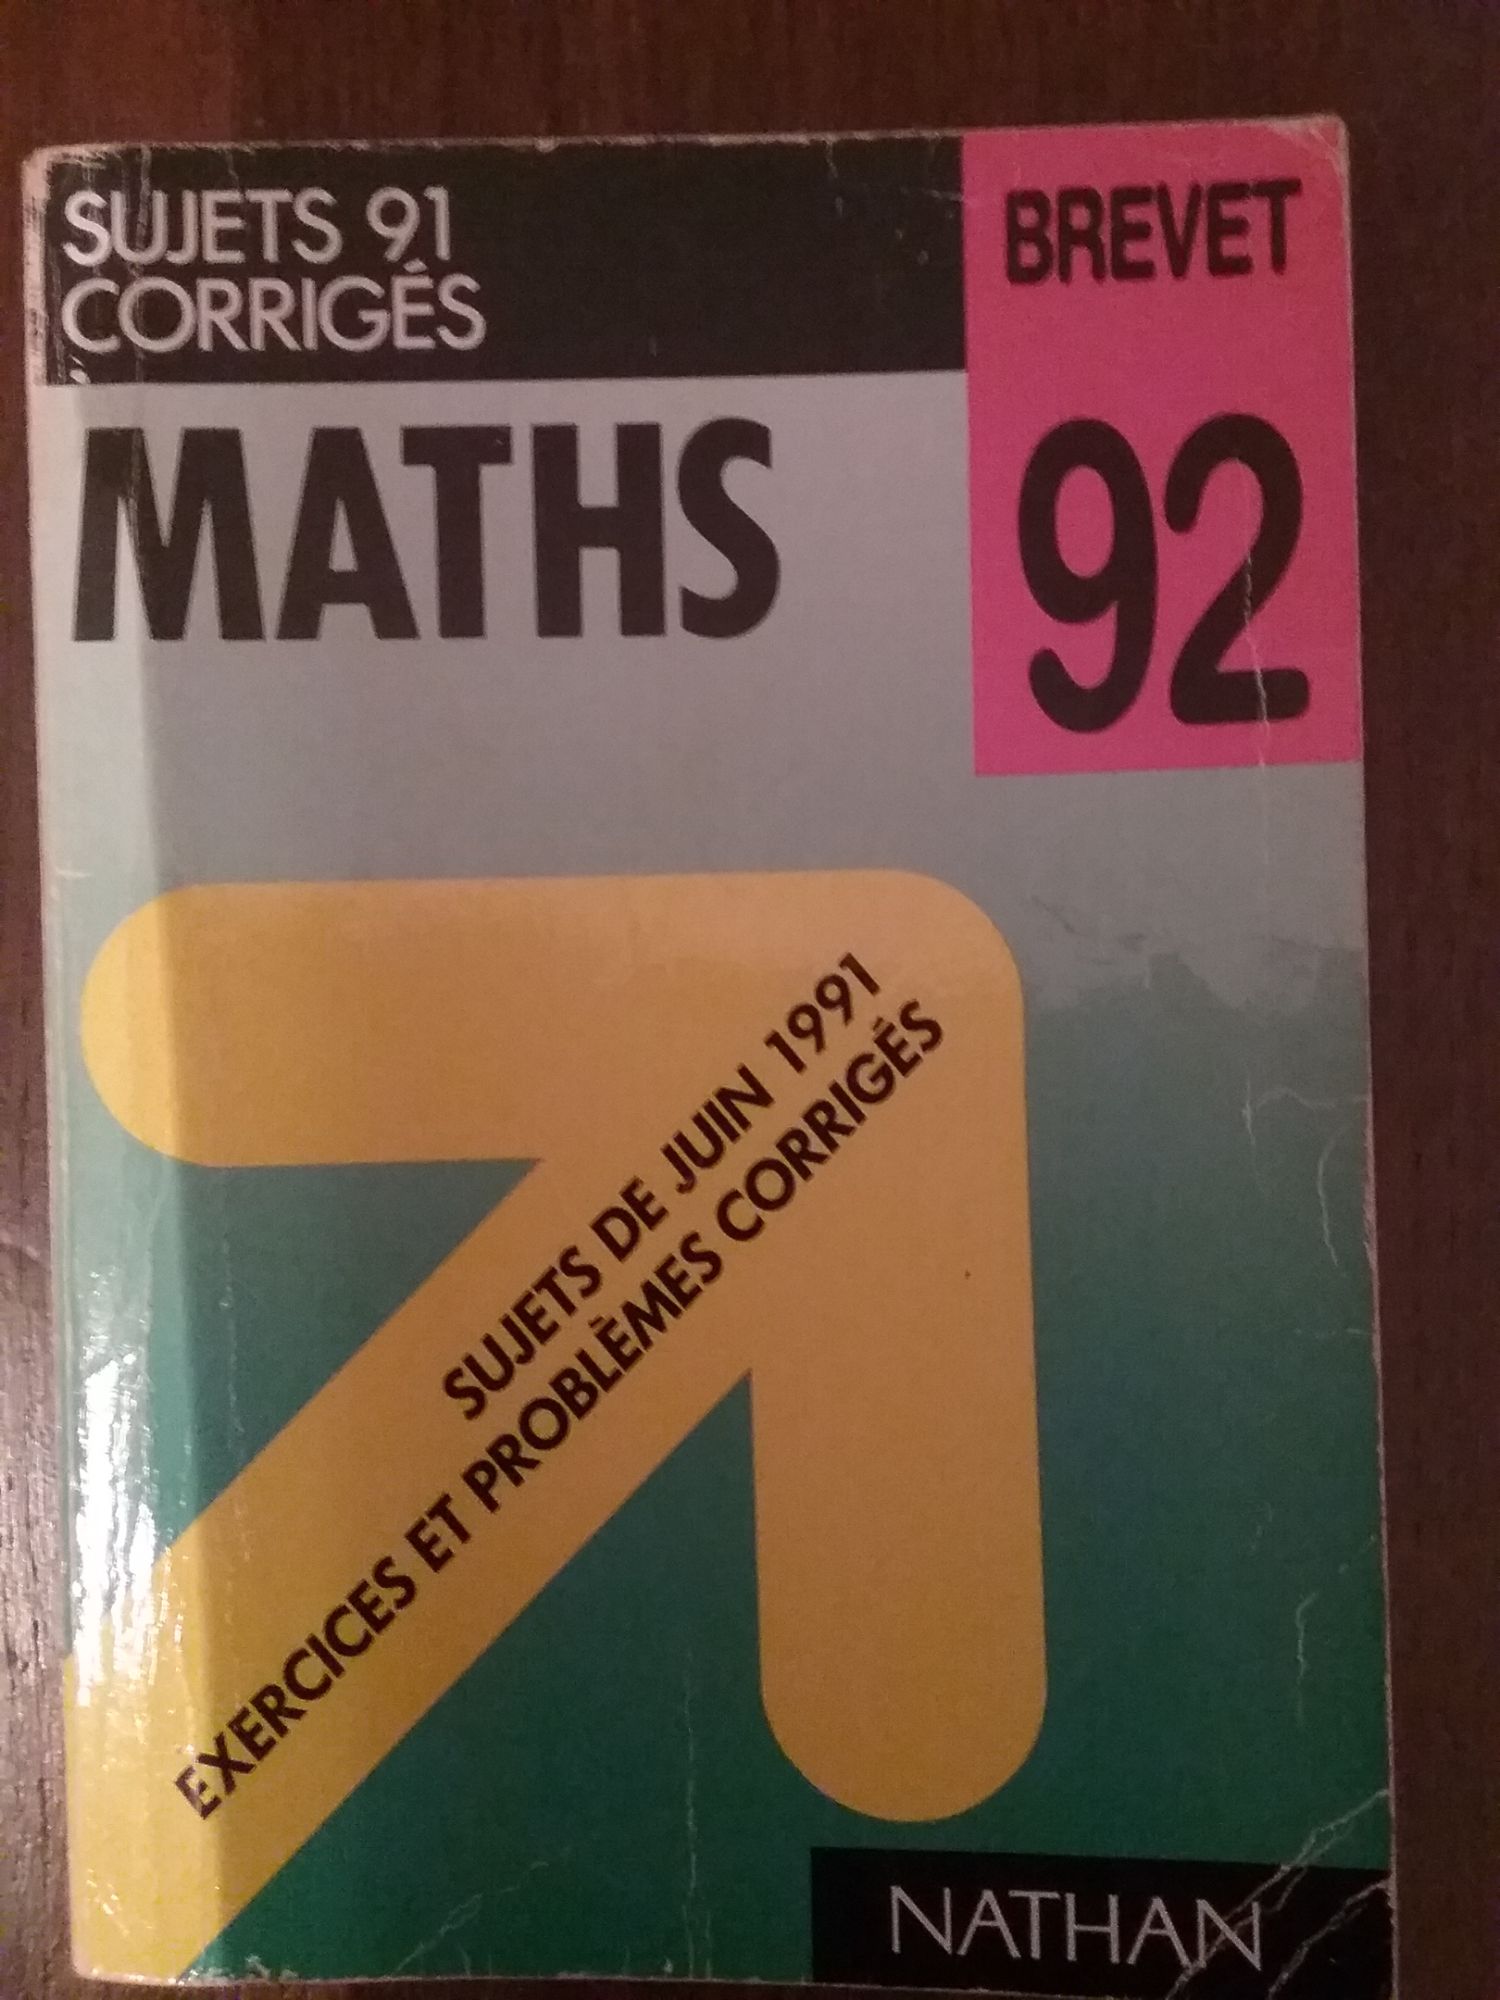 SUJETS 91
CORRIGÉS
BREVET
92
MATHS
SUJETS DE JUIN 1991
EXERCICES ET PROBLÈMES CORRIGÉS
NATHAN